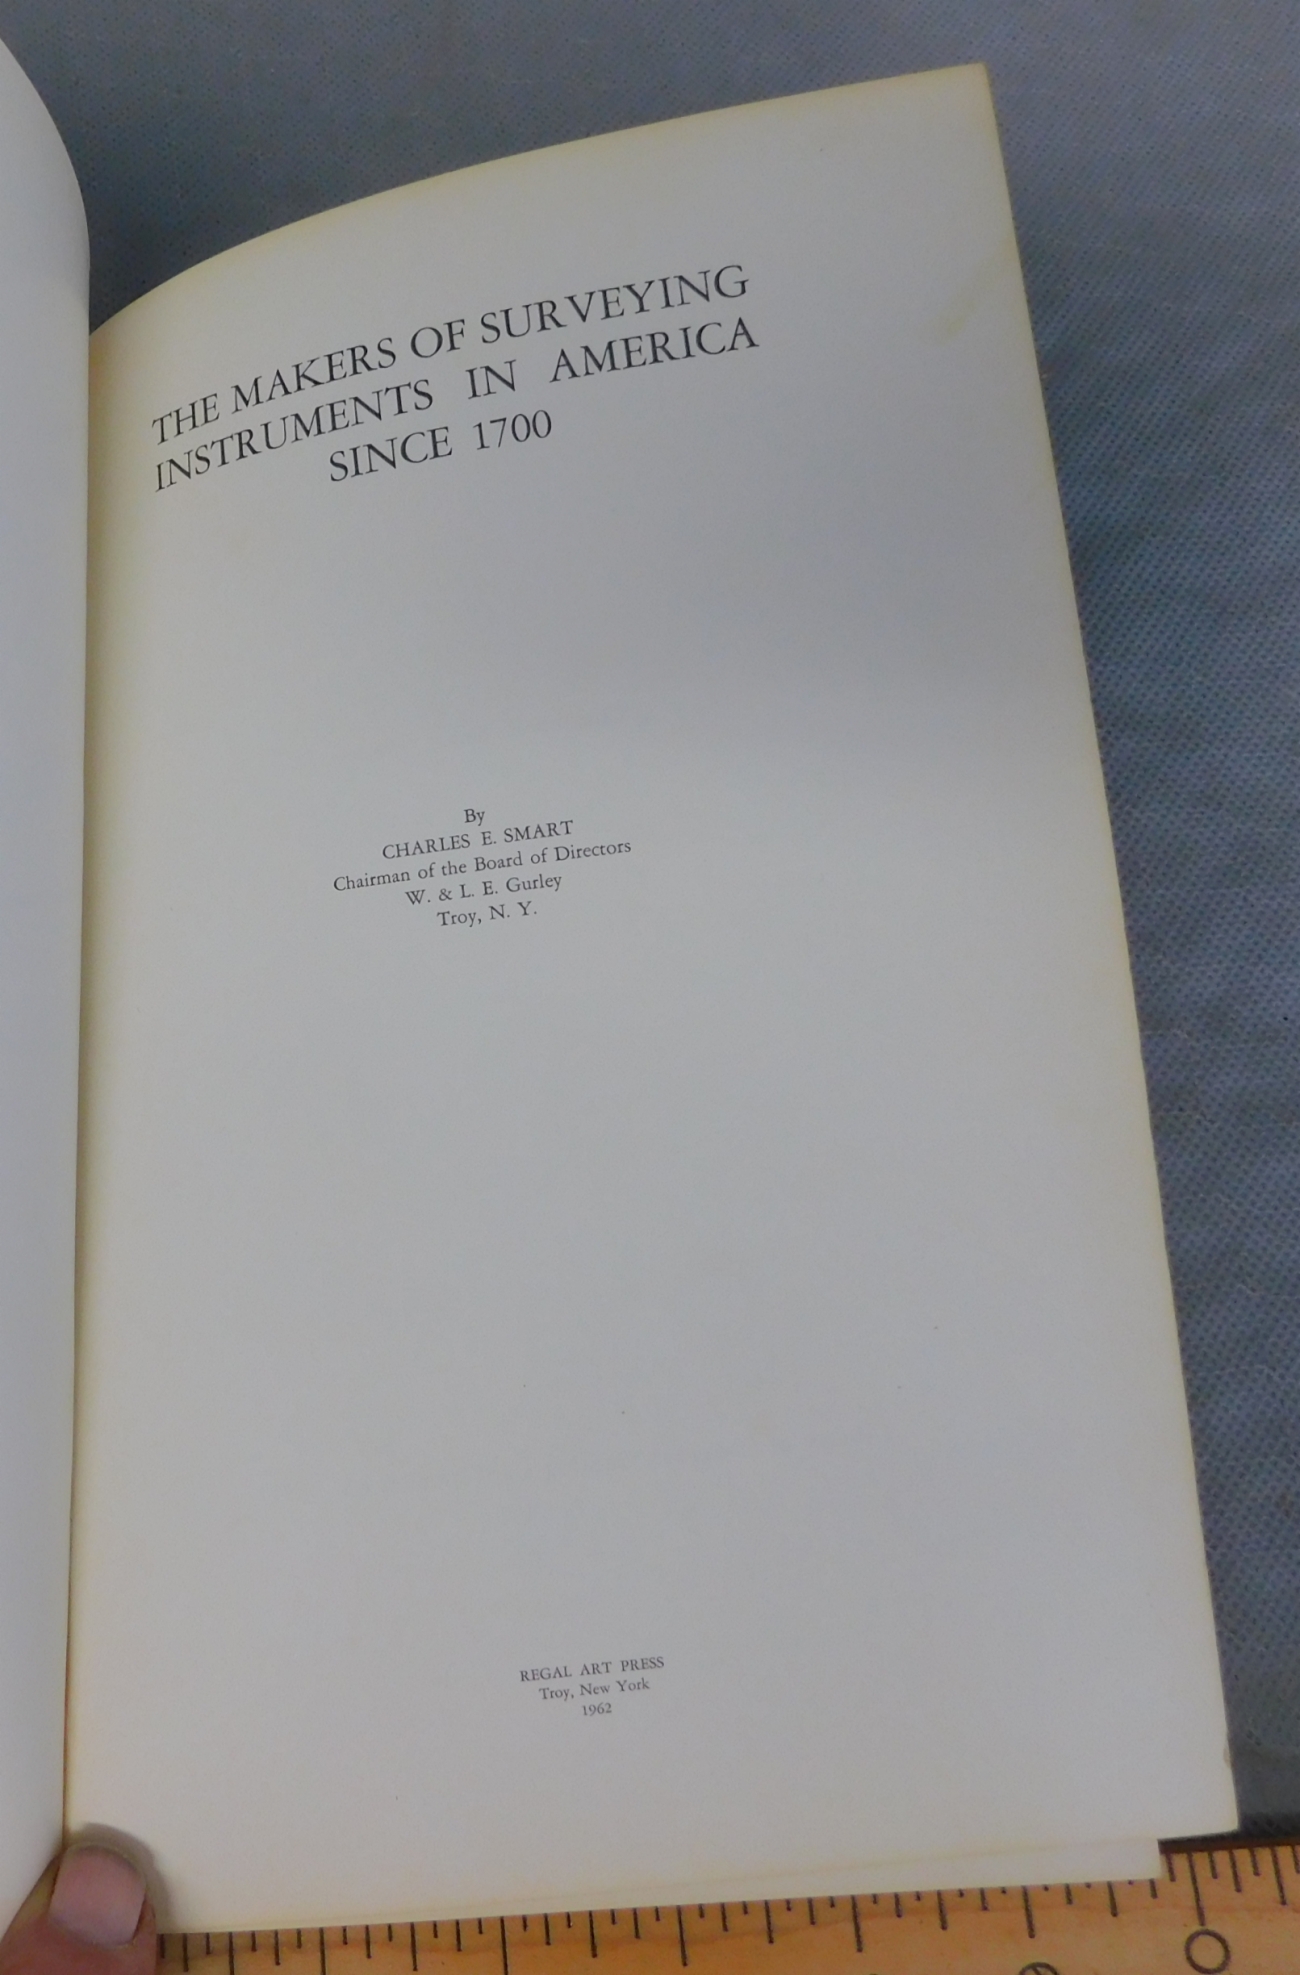 THE MAKERS OF SURVEYING
INSTRUMENTS IN AMERICA
SINCE 1700
By
CHARLES E. SMART
Chairman of the Board of Directors
W. & L. E. Gurley
Troy, N. Y.
REGAL ART PRESS
Troy, New York
1962